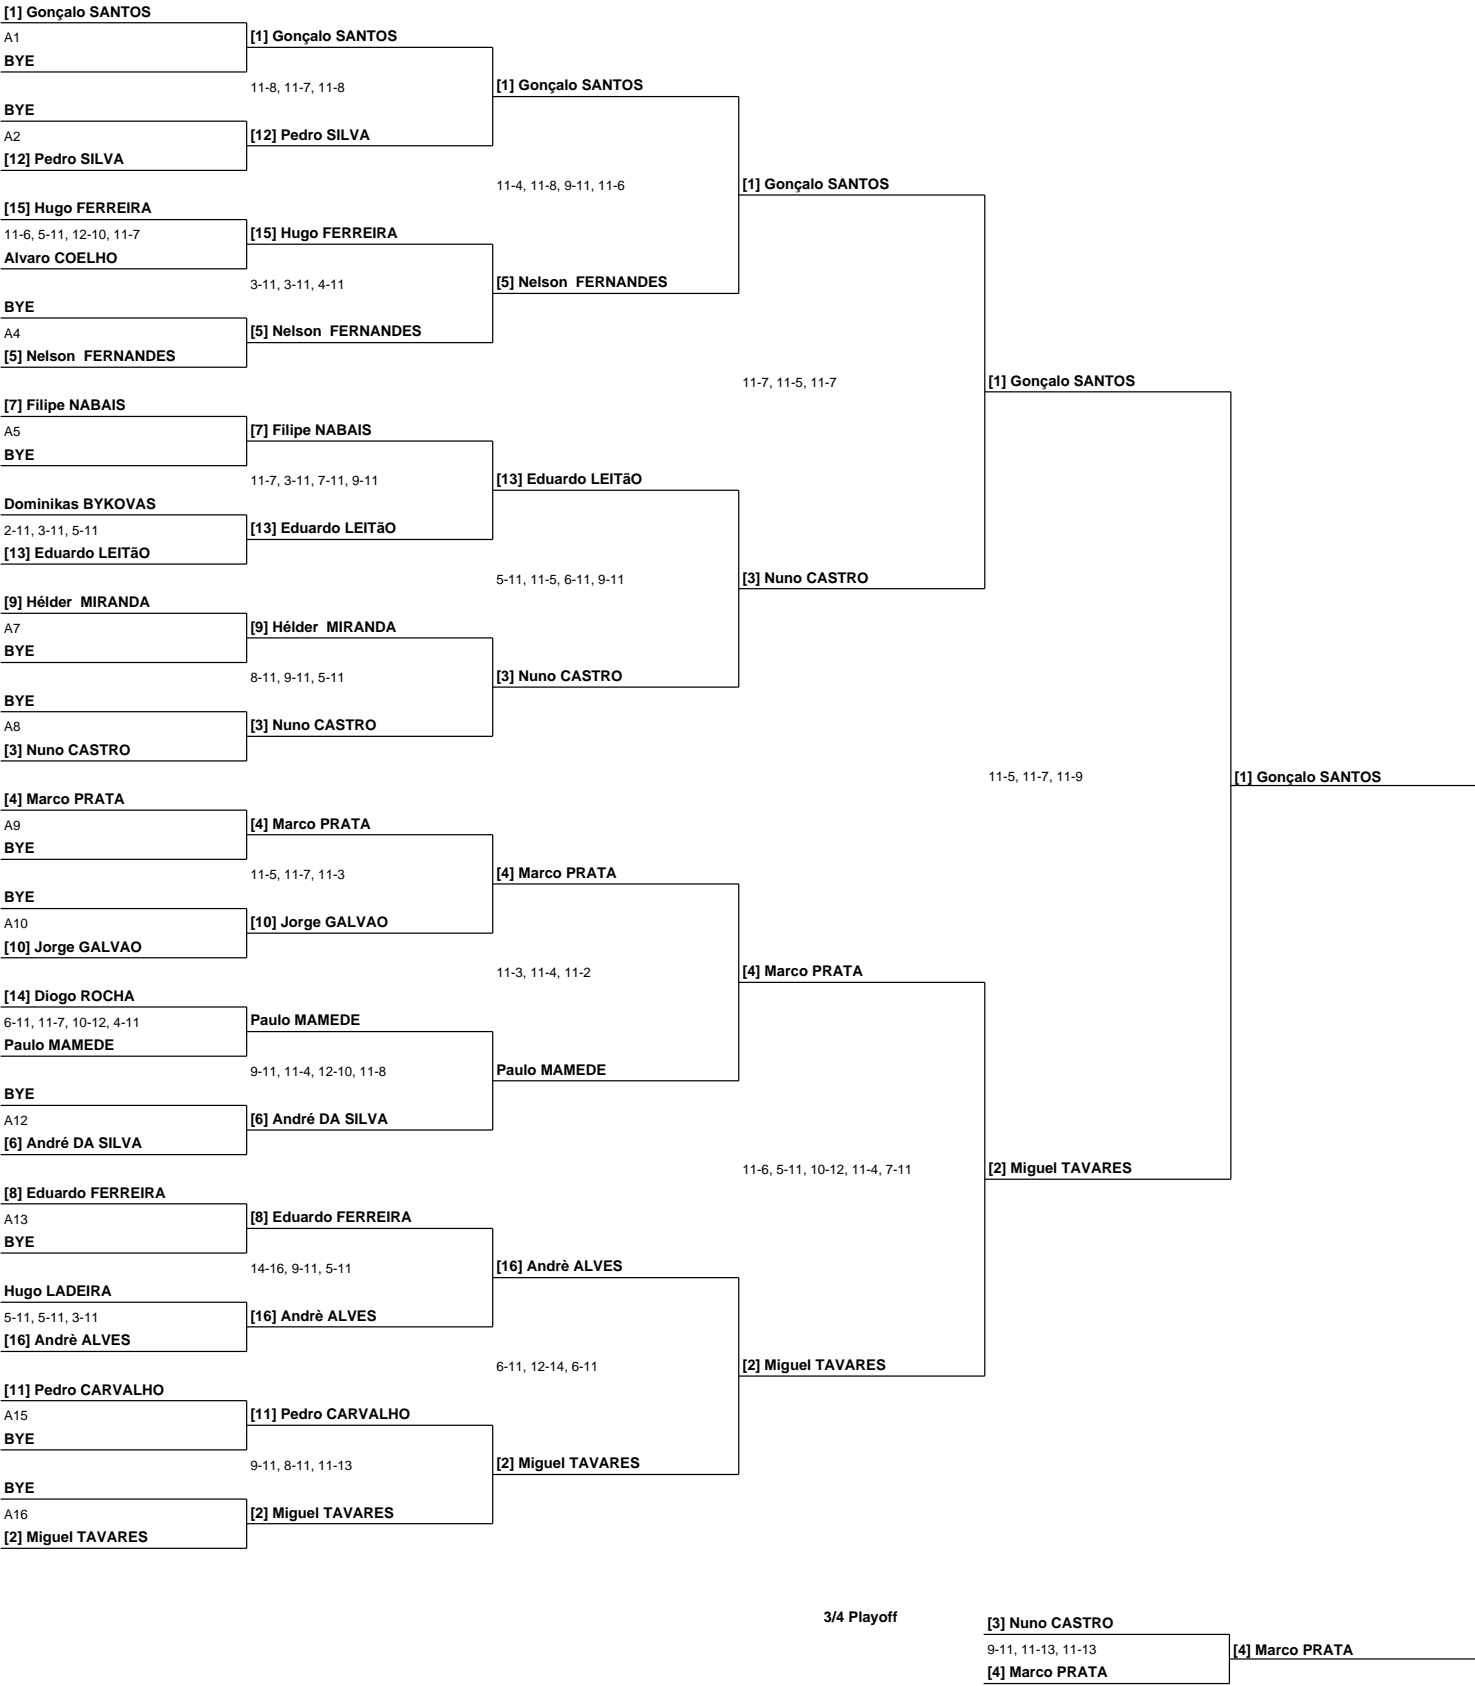 [1] Gonçalo SANTOS
A1
BYE
BYE
A2
[12] Pedro SILVA
[15] Hugo FERREIRA
11-6, 5-11, 12-10, 11-7
Alvaro COELHO
BYE
A4
[5] Nelson  FERNANDES
[7] Filipe NABAIS
A5
BYE
Dominikas BYKOVAS
2-11, 3-11, 5-11
[13] Eduardo LEITãO
[9] Hélder  MIRANDA
A7
BYE
BYE
A8
[3] Nuno CASTRO
[4] Marco PRATA
A9
BYE
BYE
A10
[10] Jorge GALVAO
[14] Diogo ROCHA
6-11, 11-7, 10-12, 4-11
Paulo MAMEDE
BYE
A12
[6] André DA SILVA
[8] Eduardo FERREIRA
A13
BYE
Hugo LADEIRA
5-11, 5-11, 3-11
[16] Andrè ALVES
[11] Pedro CARVALHO
A15
BYE
BYE
A16
[2] Miguel TAVARES
[1] Gonçalo SANTOS
11-8, 11-7, 11-8
[12] Pedro SILVA
[15] Hugo FERREIRA
3-11, 3-11, 4-11
[5] Nelson  FERNANDES
[7] Filipe NABAIS
11-7, 3-11, 7-11, 9-11
[13] Eduardo LEITãO
[9] Hélder  MIRANDA
8-11, 9-11, 5-11
[3] Nuno CASTRO
[4] Marco PRATA
11-5, 11-7, 11-3
[10] Jorge GALVAO
Paulo MAMEDE
9-11, 11-4, 12-10, 11-8
[6] André DA SILVA
[8] Eduardo FERREIRA
14-16, 9-11, 5-11
[16] Andrè ALVES
[11] Pedro CARVALHO
9-11, 8-11, 11-13
[2] Miguel TAVARES
[1] Gonçalo SANTOS
11-4, 11-8, 9-11, 11-6
[5] Nelson  FERNANDES
[13] Eduardo LEITãO
5-11, 11-5, 6-11, 9-11
[3] Nuno CASTRO
[4] Marco PRATA
11-3, 11-4, 11-2
Paulo MAMEDE
[16] Andrè ALVES
6-11, 12-14, 6-11
[2] Miguel TAVARES
[1] Gonçalo SANTOS
11-7, 11-5, 11-7
[3] Nuno CASTRO
[4] Marco PRATA
11-6, 5-11, 10-12, 11-4, 7-11
[2] Miguel TAVARES
[1] Gonçalo SANTOS
11-5, 11-7, 11-9
[2] Miguel TAVARES
[1] Gonçalo SANTOS
3/4 Playoff
[3] Nuno CASTRO
9-11, 11-13, 11-13
[4] Marco PRATA
[4] Marco PRATA